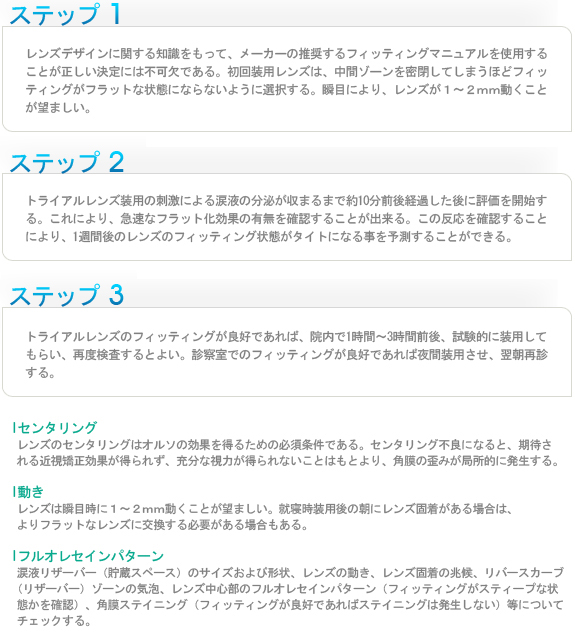 ステップ 1
レンズデザインに関する知識をもって、メーカーの推奨するフィッティングマニュアルを使用する
ことが正しい決定には不可欠である。初回装用レンズは、中間ゾーンを密閉してしまうほどフィッ
ティングがフラットな状態にならないように選択する。瞬目により、レンズが１～２mm動くこと
が望ましい。
ステップ 2
トライアルレンズ装用の刺激による涙液の分泌が収まるまで約10分前後経過した後に評価を開始す
る。これにより、急速なフラット化効果の有無を確認することが出来る。この反応を確認すること
により、1週間後のレンズのフィッティング状態がタイトになる事を予測することができる。
ステップ 3
トライアルレンズのフィッティングが良好であれば、院内で1時間～3時間前後、試験的に装用して
もらい、再度検査するとよい。診察室でのフィッティングが良好であれば夜間装用させ、翌朝再診
する。
センタリング
レンズのセンタリングはオルソの効果を得るための必須条件である。センタリング不良になると、期待さ
れる近視矯正効果が得られず、充分な視力が得られないことはもとより、角膜の歪みが局所的に発生する。
動き
レンズは瞬目時に１～２mm動くことが望ましい。就寝時装用後の朝にレンズ固着がある場合は、
よりフラットなレンズに交換する必要がある場合もある。
フルオレセインパターン
涙液リザーバー（貯蔵スペース）のサイズおよび形状、レンズの動き、レンズ固着の兆候、リバースカーブ
（リザーバー）ゾーンの気泡、レンズ中心部のフルオレセインパターン（フィッティングがスティープな状
態かを確認）、角膜ステイニング（フィッティングが良好であればステイニングは発生しない）等について
チェックする。